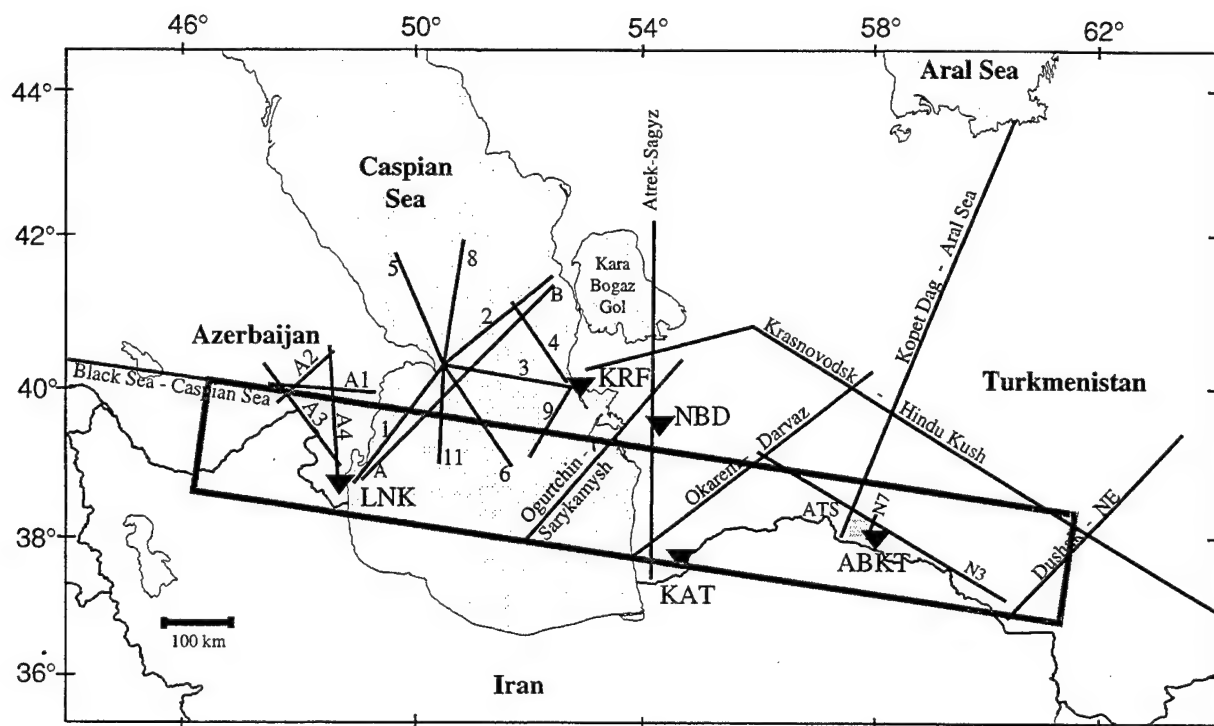 46°
50°
54°
58°
62°
44°
42°
40°
38°
36°
Aral Sea
Caspian
Sea
Atrek-Sagyz
Kara
Bogaz
Gol
Kopet Dag - Aral Sea
5
8
B
2
4
3
Azerbaijan
A2
A1
A3
A4
Black Sea - Caspian Sea
KRF
Krasnovodsk - Hindu Kush
Turkmenistan
NBD
9
1
A
11
6
LNK
Ogurtchin -
Sarykamysh
Okarem - Darvaz
ATS
N7
ABKT
N3
Dushak - NE
KAT
100 km
Iran